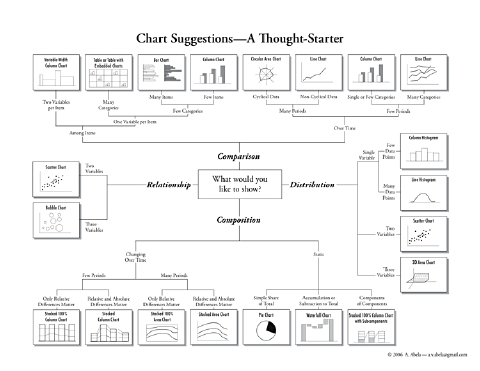 Chart Suggestions—A Thought-Starter
Variable Width
Column Chart
Table or Table with
Embedded Charts
Bar Chart
Column Chart
Circular Area Chart
Line Chart
Column Chart
Line Chart
Two Variables
per Item
Many
Categories
Many Items
Few Items
Cyclical Data
Non-Cyclical Data
Single or Few Categories
Many Categories
Few Categories
Many Periods
Few Periods
One Variable per Item
Among Items
Over Time
Comparison
What would you
like to show?
Relationship
Distribution
Composition
Scatter Chart
Two
Variables
Bubble Chart
Three
Variables
Single
Variable
Few
Data
Points
Column Histogram
Many
Data
Points
Line Histogram
Two
Variables
Scatter Chart
Three
Variables
3D Area Chart
Changing
Over Time
Static
Few Periods
Many Periods
Only Relative
Differences Matter
Relative and Absolute
Differences Matter
Only Relative
Differences Matter
Relative and Absolute
Differences Matter
Simple Share
of Total
Accumulation or
Subtraction to Total
Components
of Components
Stacked 100%
Column Chart
Stacked
Column Chart
Stacked 100%
Area Chart
Stacked Area Chart
Pie Chart
Waterfall Chart
Stacked 100% Column Chart
with Subcomponents
© 2006 A. Abela — a.v.abela@gmail.com